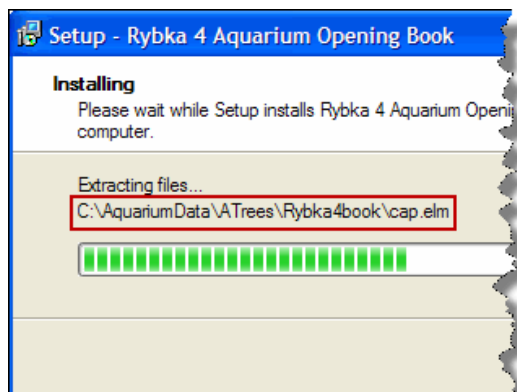 Setup - Rybka 4 Aquarium Opening Book
Installing
Please wait while Setup installs Rybka 4 Aquarium
computer.
Extracting files...
C:\AquariumData\ATrees\Rybka4book\cap.elm